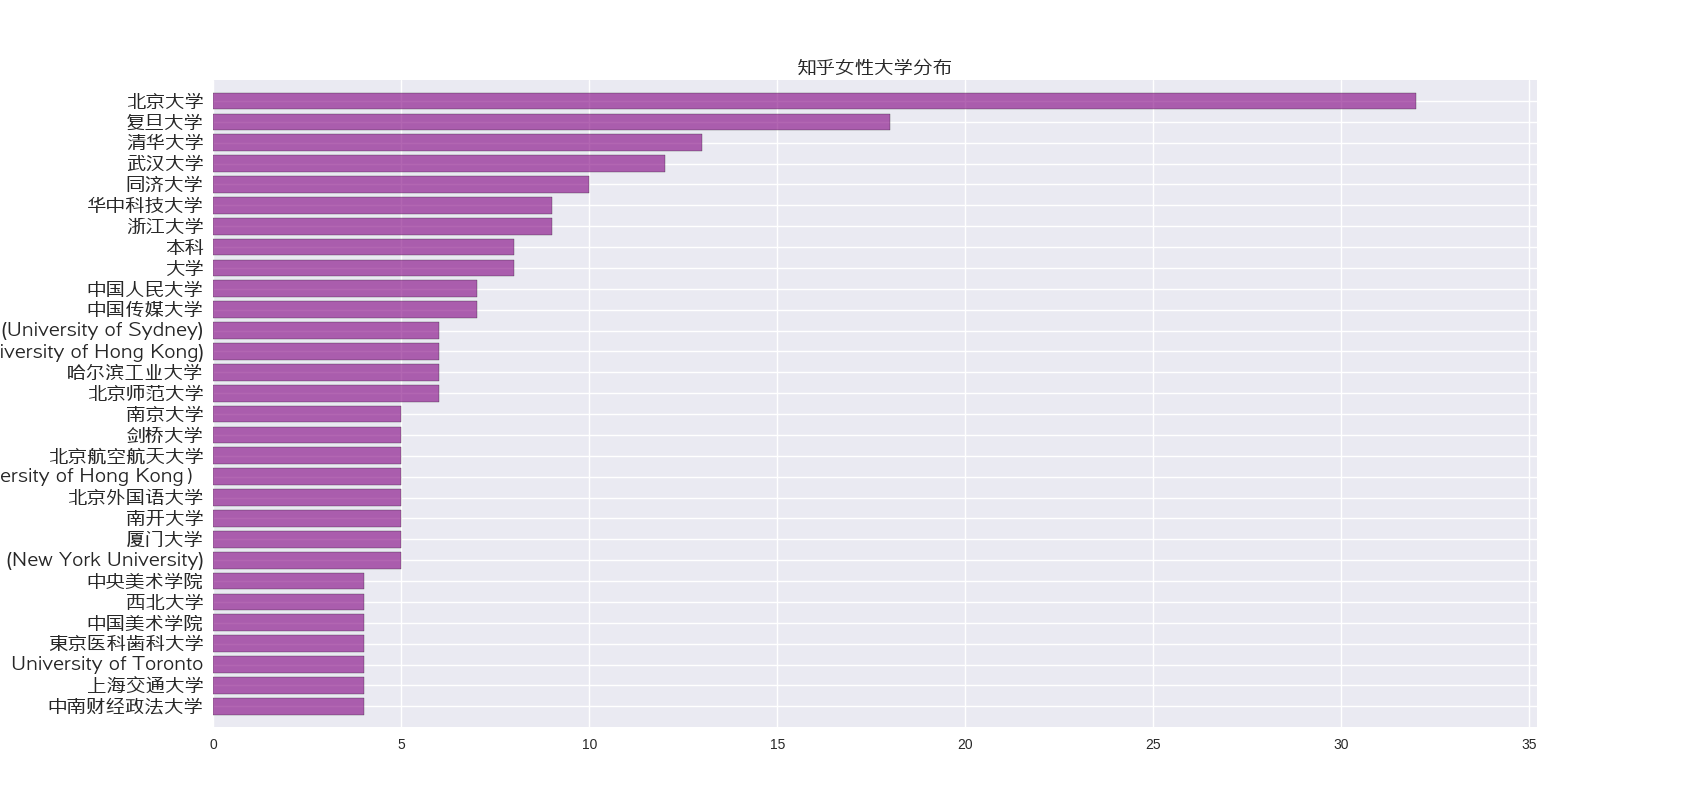 知乎女性大学分布
北京大学
复旦大学
清华大学
武汉大学
同济大学
华中科技大学
浙江大学
本科
大学
中国人民大学
中国传媒大学
(University of Sydney)
iversity of Hong Kong)
哈尔滨工业大学
北京师范大学
南京大学
剑桥大学
北京航空航天大学
ersity of Hong Kong）
北京外国语大学
南开大学
厦门大学
(New York University)
中央美术学院
西北大学
中国美术学院
東京医科歯科大学
University of Toronto
上海交通大学
中南财经政法大学
0 5 10 15 20 25 30 35